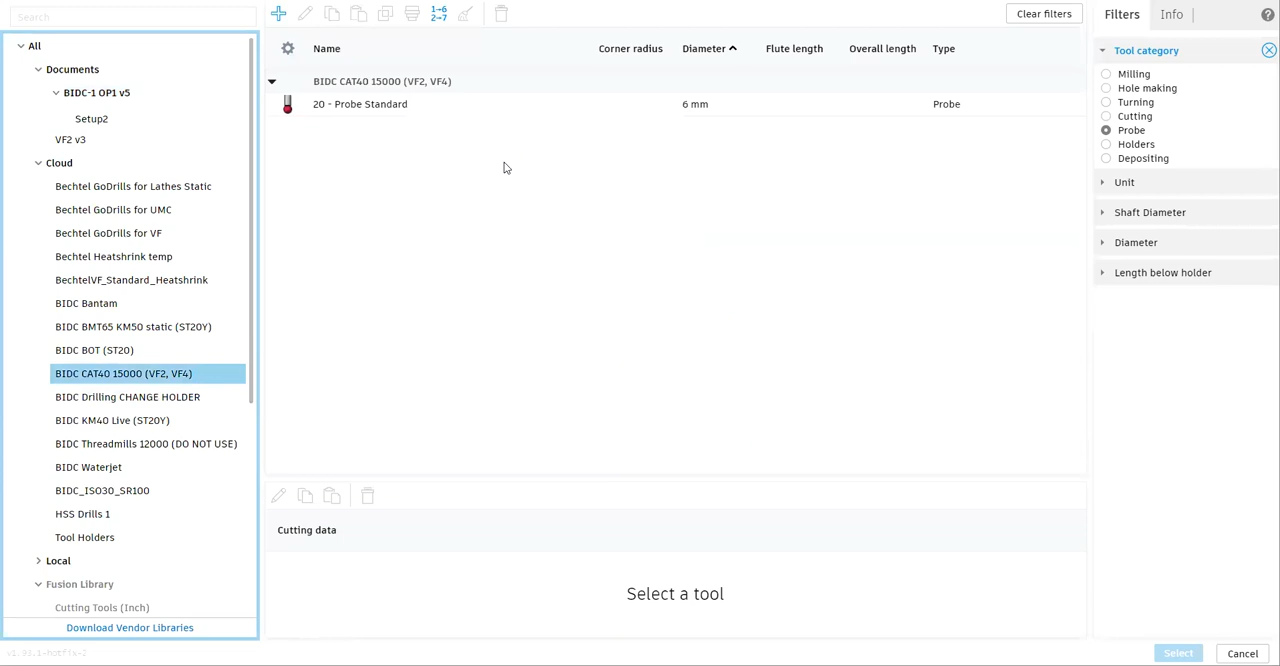 Search
All
Documents
BIDC-1 OP1 v5
Setup2
VF2 v3
Cloud
Bechtel GoDrills for Lathes Static
Bechtel GoDrills for UMC
Bechtel GoDrills for VF
Bechtel Heatshrink temp
BechtelVF_Standard_Heatshrink
BIDC Bantam
BIDC BMT65 KM50 static (ST20Y)
BIDC BOT (ST20)
BIDC CAT40 15000 (VF2, VF4)
BIDC Drilling CHANGE HOLDER
BIDC KM40 Live (ST20Y)
BIDC Threadmills 12000 (DO NOT USE)
BIDC Waterjet
BIDC_ISO30_SR100
HSS Drills 1
Tool Holders
Local
Fusion Library
Cutting Tools (Inch)
Download Vendor Libraries
1→6
2→7
Clear filters
Name Corner radius Diameter Flute length Overall length Type
BIDC CAT40 15000 (VF2, VF4)
20 - Probe Standard 6 mm Probe
Cutting data
Select a tool
Filters Info
Tool category
Milling
Hole making
Turning
Cutting
Probe
Holders
Depositing
Unit
Shaft Diameter
Diameter
Length below holder
Select Cancel